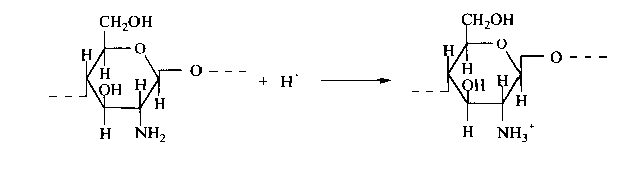 CH₂OH CH₂OH
O O
H H
H O H O
OH + H⁺ OH
H H H H
H NH₂ H NH₃⁺